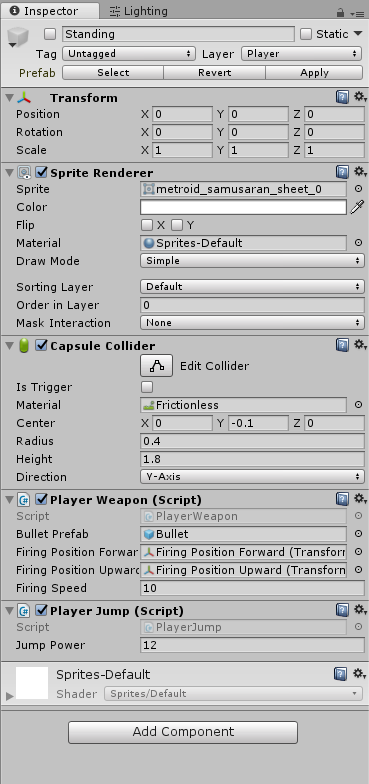 Inspector Lighting
Standing Static
Tag Untagged Layer Player
Prefab Select Revert Apply
Transform
Position X 0 Y 0 Z 0
Rotation X 0 Y 0 Z 0
Scale X 1 Y 1 Z 1
Sprite Renderer
Sprite metroid_samusaran_sheet_0
Color
Flip X Y
Material Sprites-Default
Draw Mode Simple
Sorting Layer Default
Order in Layer 0
Mask Interaction None
Capsule Collider
Edit Collider
Is Trigger
Material Frictionless
Center X 0 Y -0.1 Z 0
Radius 0.4
Height 1.8
Direction Y-Axis
Player Weapon (Script)
Script PlayerWeapon
Bullet Prefab Bullet
Firing Position Forwar Firing Position Forward (Transforr
Firing Position Upward Firing Position Upward (Transform
Firing Speed 10
Player Jump (Script)
Script PlayerJump
Jump Power 12
Sprites-Default
Shader Sprites/Default
Add Component